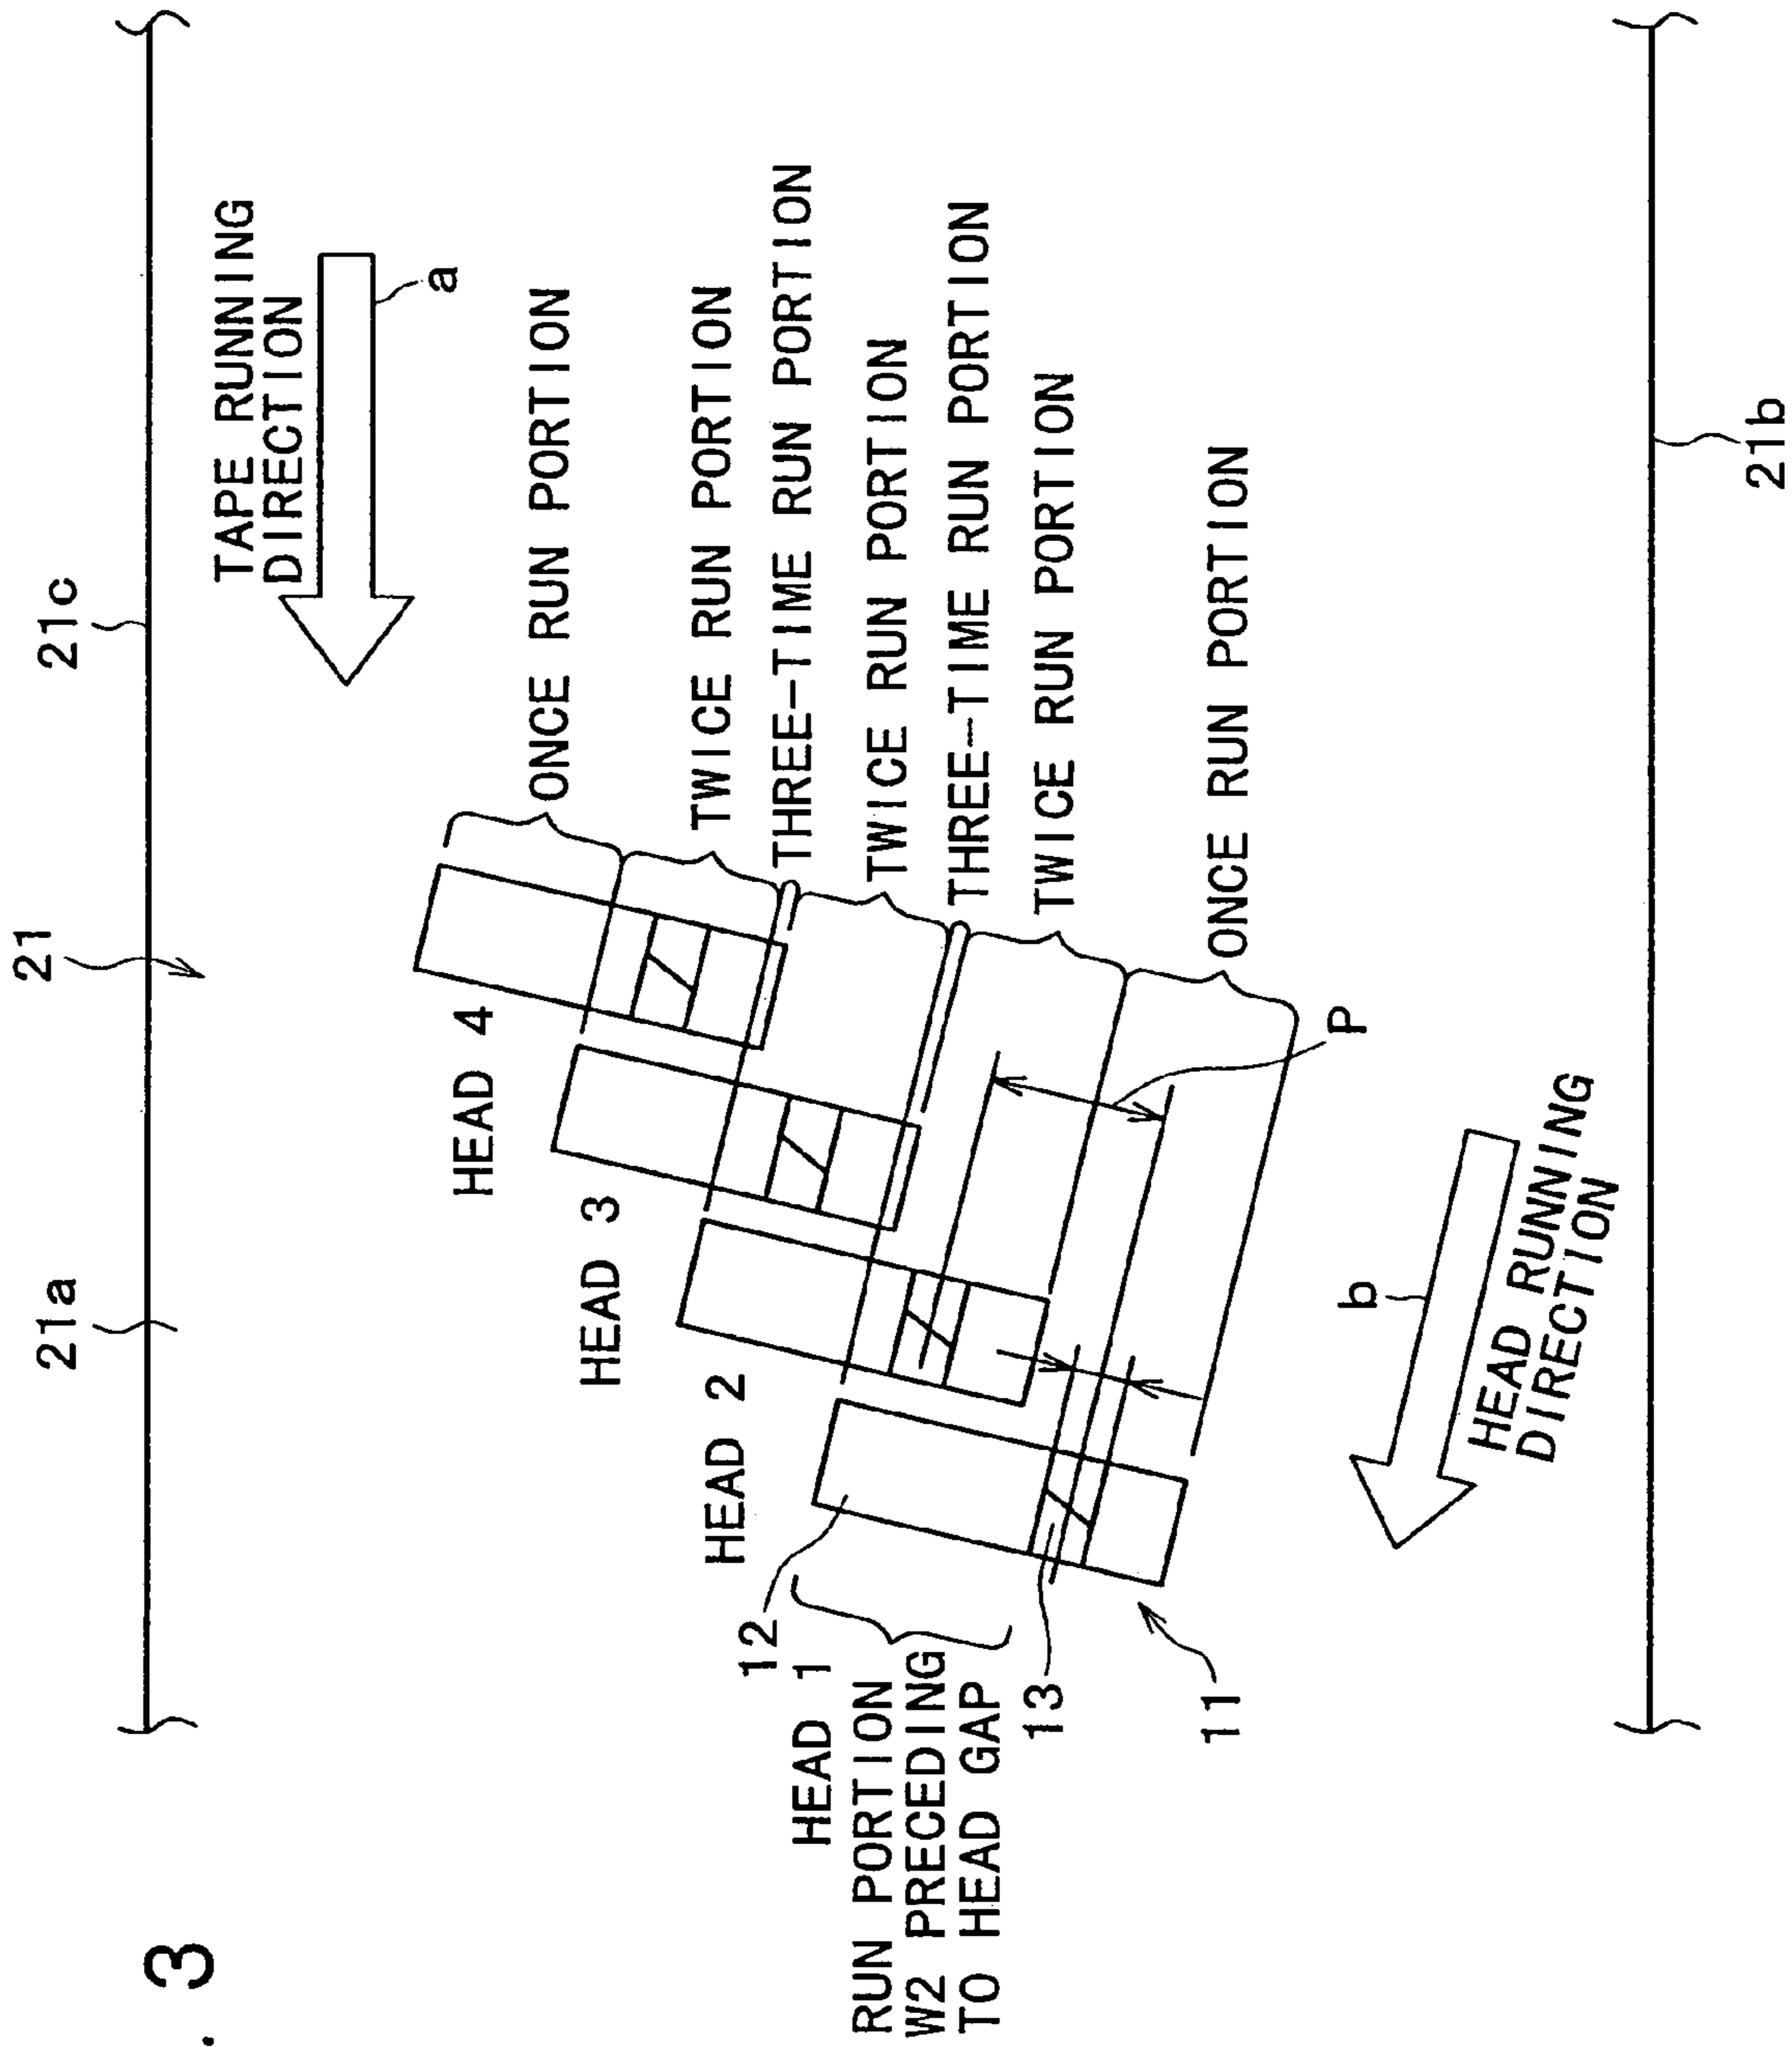 . 3
21a
21
21c
TAPE RUNNING
DIRECTION
a
HEAD 4
HEAD 3
HEAD 2
HEAD 1
12
RUN PORTION
W2 PRECEDING
TO HEAD GAP
13
11
ONCE RUN PORTION
TWICE RUN PORTION
THREE-TIME RUN PORTION
TWICE RUN PORTION
THREE-TIME RUN PORTION
TWICE RUN PORTION
ONCE RUN PORTION
P
b
HEAD RUNNING
DIRECTION
21b